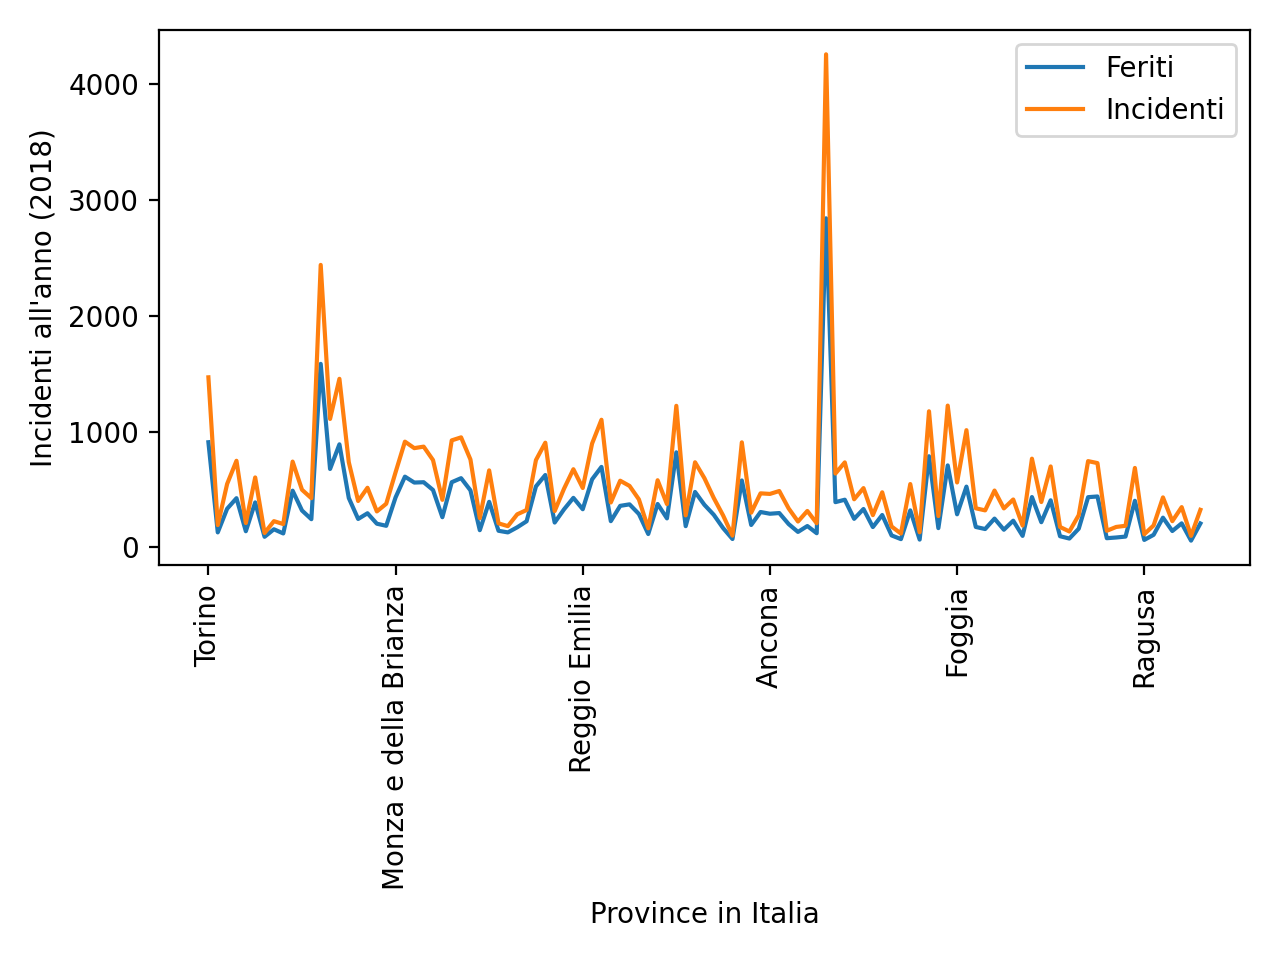 Feriti
Incidenti
Incidenti all'anno (2018)
4000
3000
2000
1000
0
Torino
Monza e della Brianza
Reggio Emilia
Ancona
Foggia
Ragusa
Province in Italia